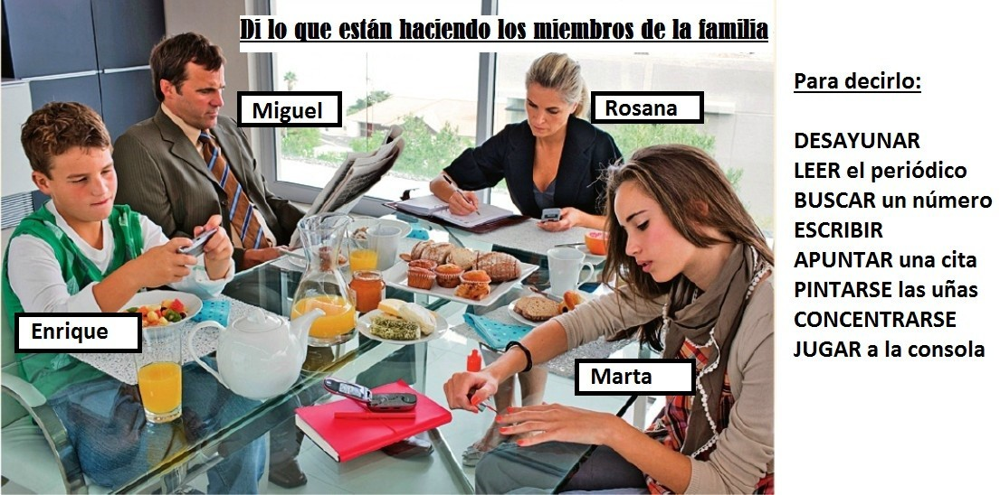 Di lo que están haciendo los miembros de la familia
Miguel
Rosana
Enrique
Marta
Para decirlo:
DESAYUNAR
LEER el periódico
BUSCAR un número
ESCRIBIR
APUNTAR una cita
PINTARSE las uñas
CONCENTRARSE
JUGAR a la consola